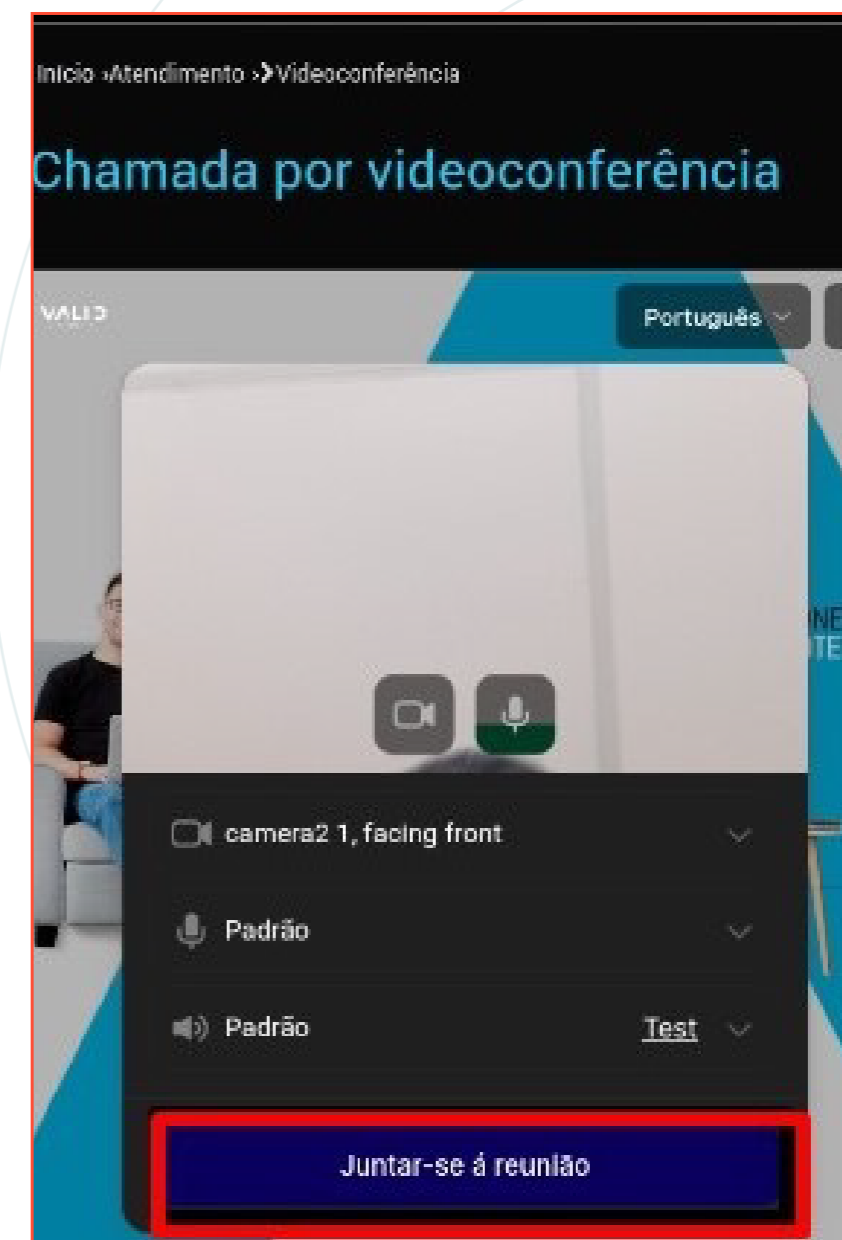 Início ›Atendimento ›❯Videoconferência
Chamada por videoconferência
VALID
Português
camera2 1, facing front
Padrão
Padrão
Test
Juntar-se á reunião